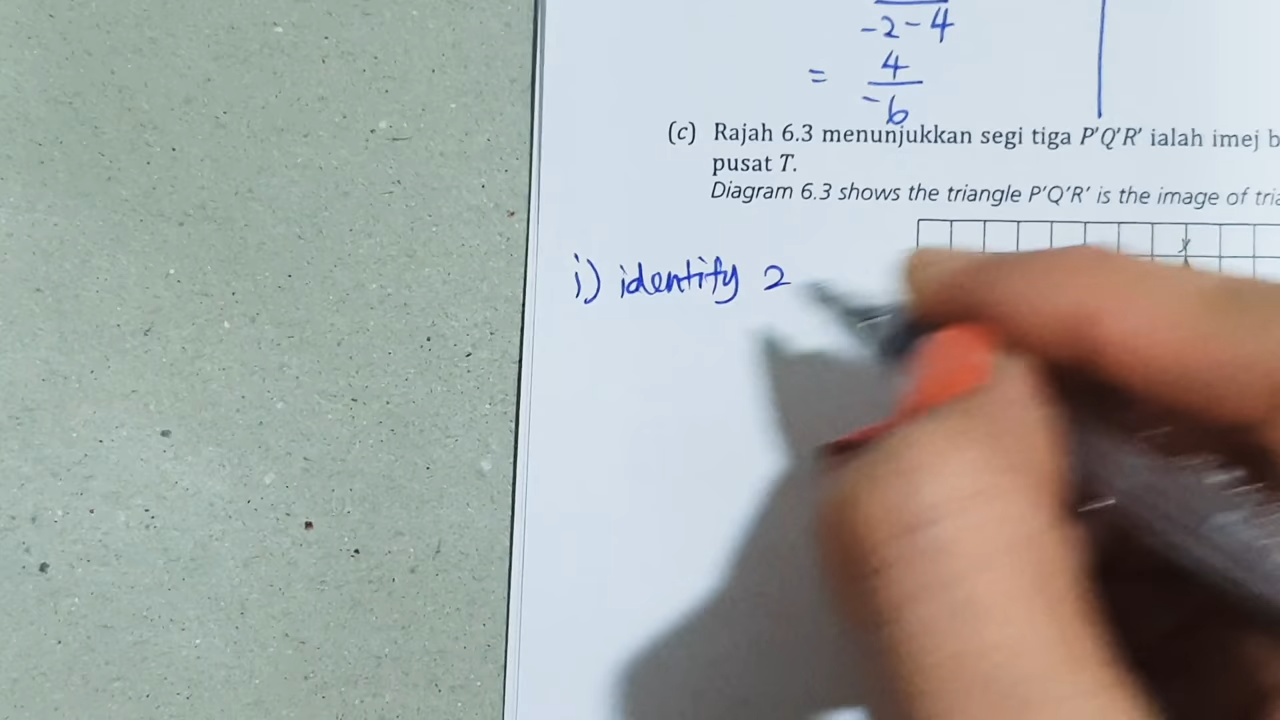 -2-4
= 4
-6
(c) Rajah 6.3 menunjukkan segi tiga P'Q'R' ialah imej b
pusat T.
Diagram 6.3 shows the triangle P'Q'R' is the image of tria
i) identify 2